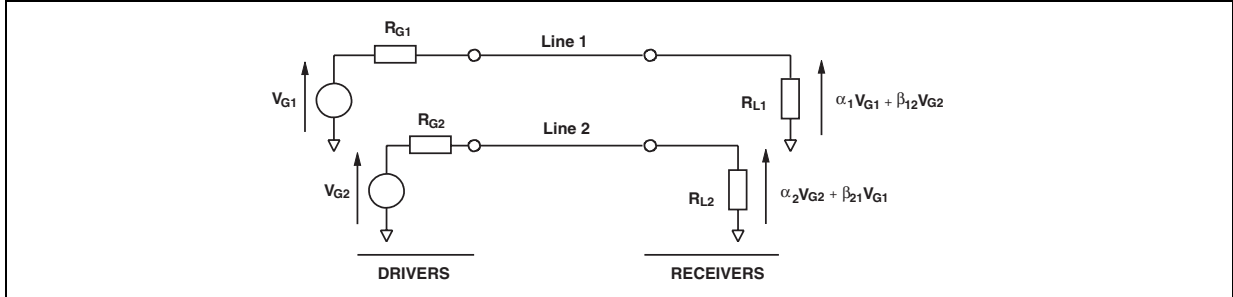 RG1
Line 1
VG1
RL1
α1VG1 + β12VG2
RG2
Line 2
VG2
RL2
α2VG2 + β21VG1
DRIVERS
RECEIVERS